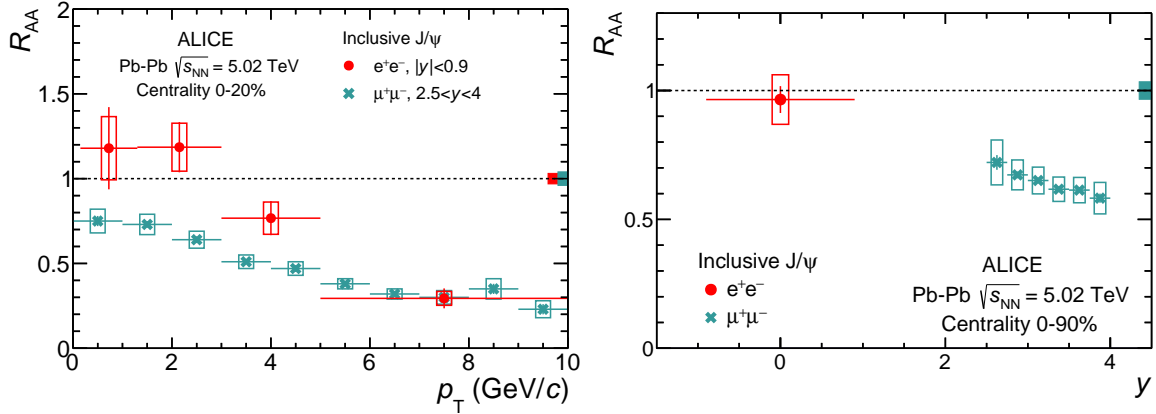 R_AA
2
1.5
1
0.5
0
ALICE
Pb-Pb √s_NN = 5.02 TeV
Centrality 0-20%
Inclusive J/ψ
e⁺e⁻, |y|<0.9
μ⁺μ⁻, 2.5<y<4
0 2 4 6 8 10
p_T (GeV/c)
R_AA
1
0.5
0
Inclusive J/ψ
e⁺e⁻
μ⁺μ⁻
ALICE
Pb-Pb √s_NN = 5.02 TeV
Centrality 0-90%
0 2 4
y